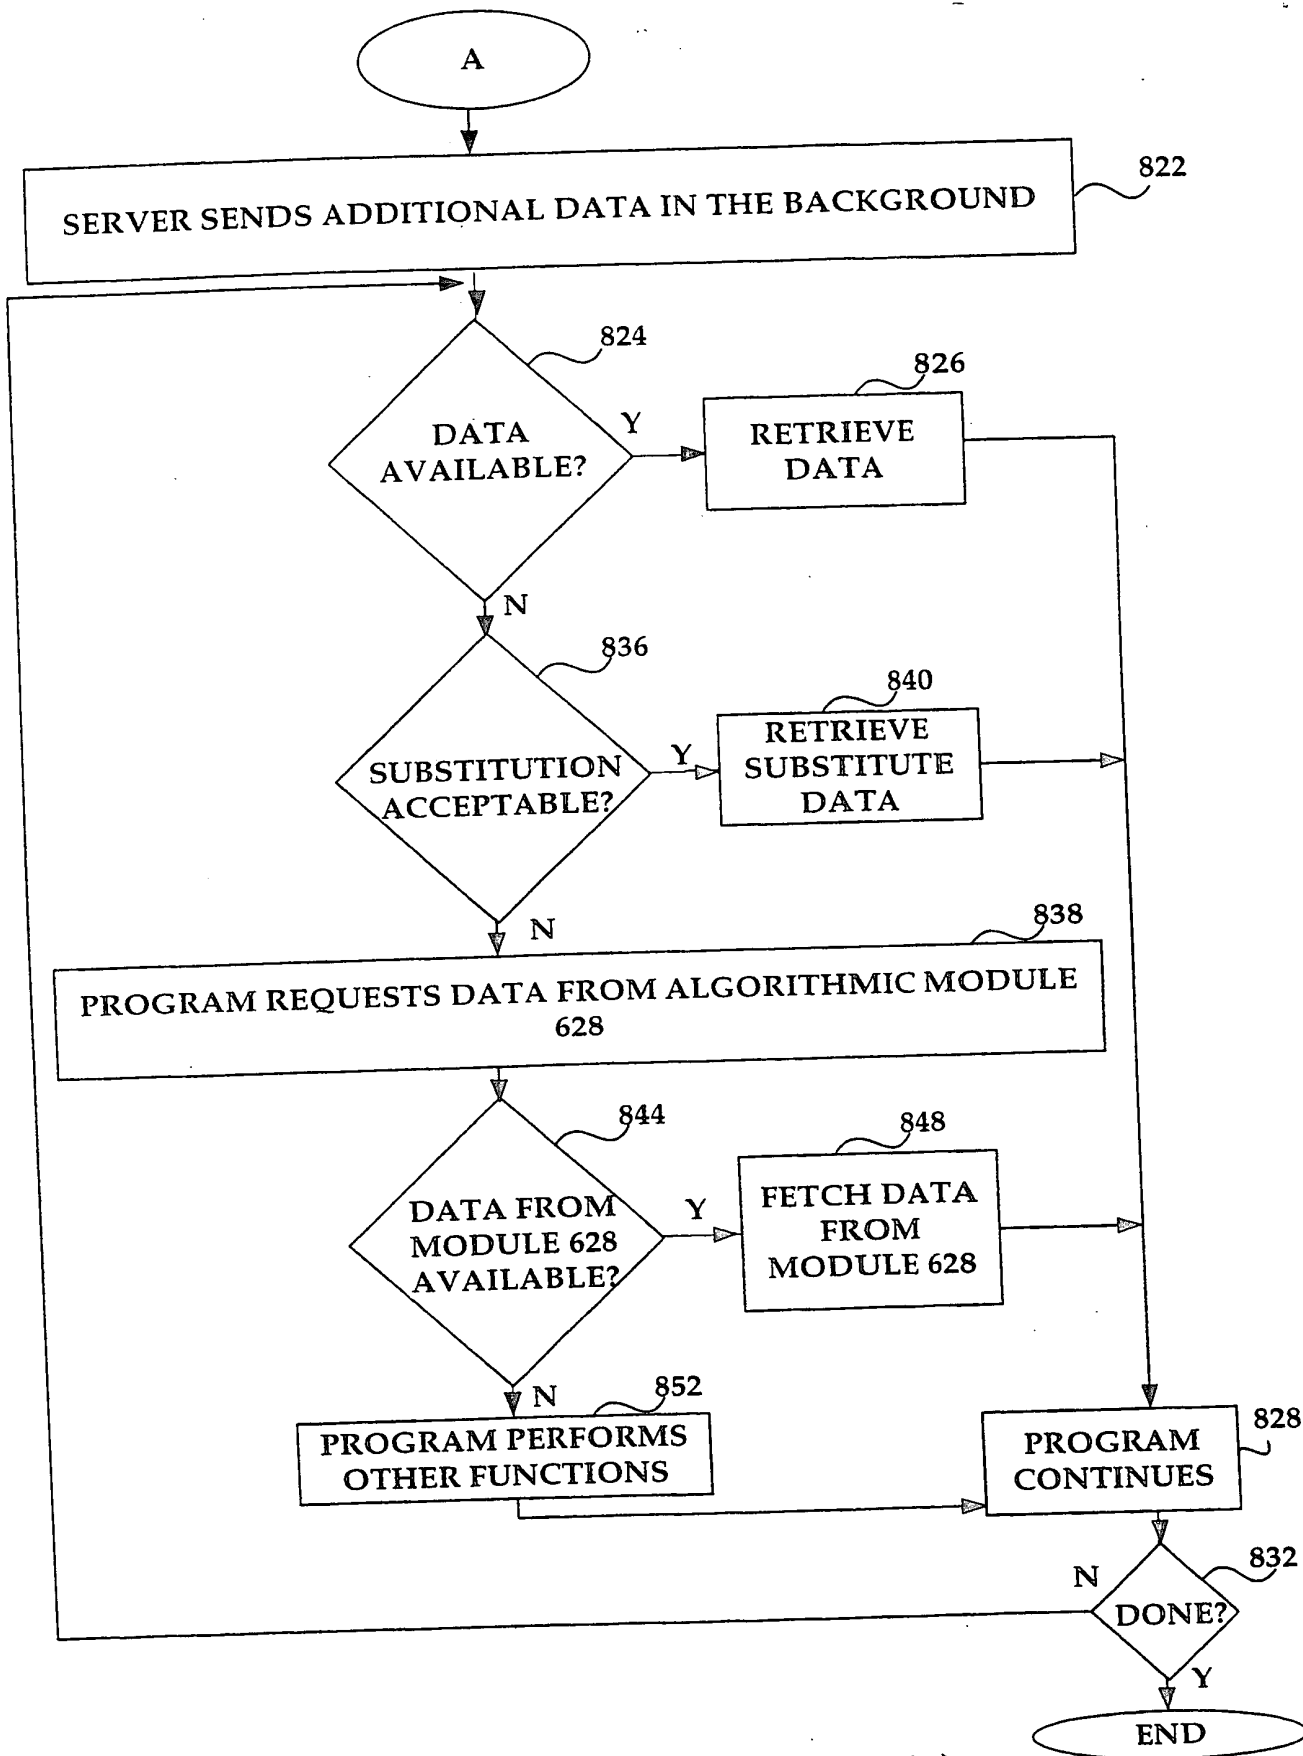 A
822
SERVER SENDS ADDITIONAL DATA IN THE BACKGROUND
824
826
DATA
AVAILABLE?
Y
RETRIEVE
DATA
N
836
840
SUBSTITUTION
ACCEPTABLE?
Y
RETRIEVE
SUBSTITUTE
DATA
N
838
PROGRAM REQUESTS DATA FROM ALGORITHMIC MODULE
628
844
848
DATA FROM
MODULE 628
AVAILABLE?
Y
FETCH DATA
FROM
MODULE 628
N
852
PROGRAM PERFORMS
OTHER FUNCTIONS
828
PROGRAM
CONTINUES
N
832
DONE?
Y
END